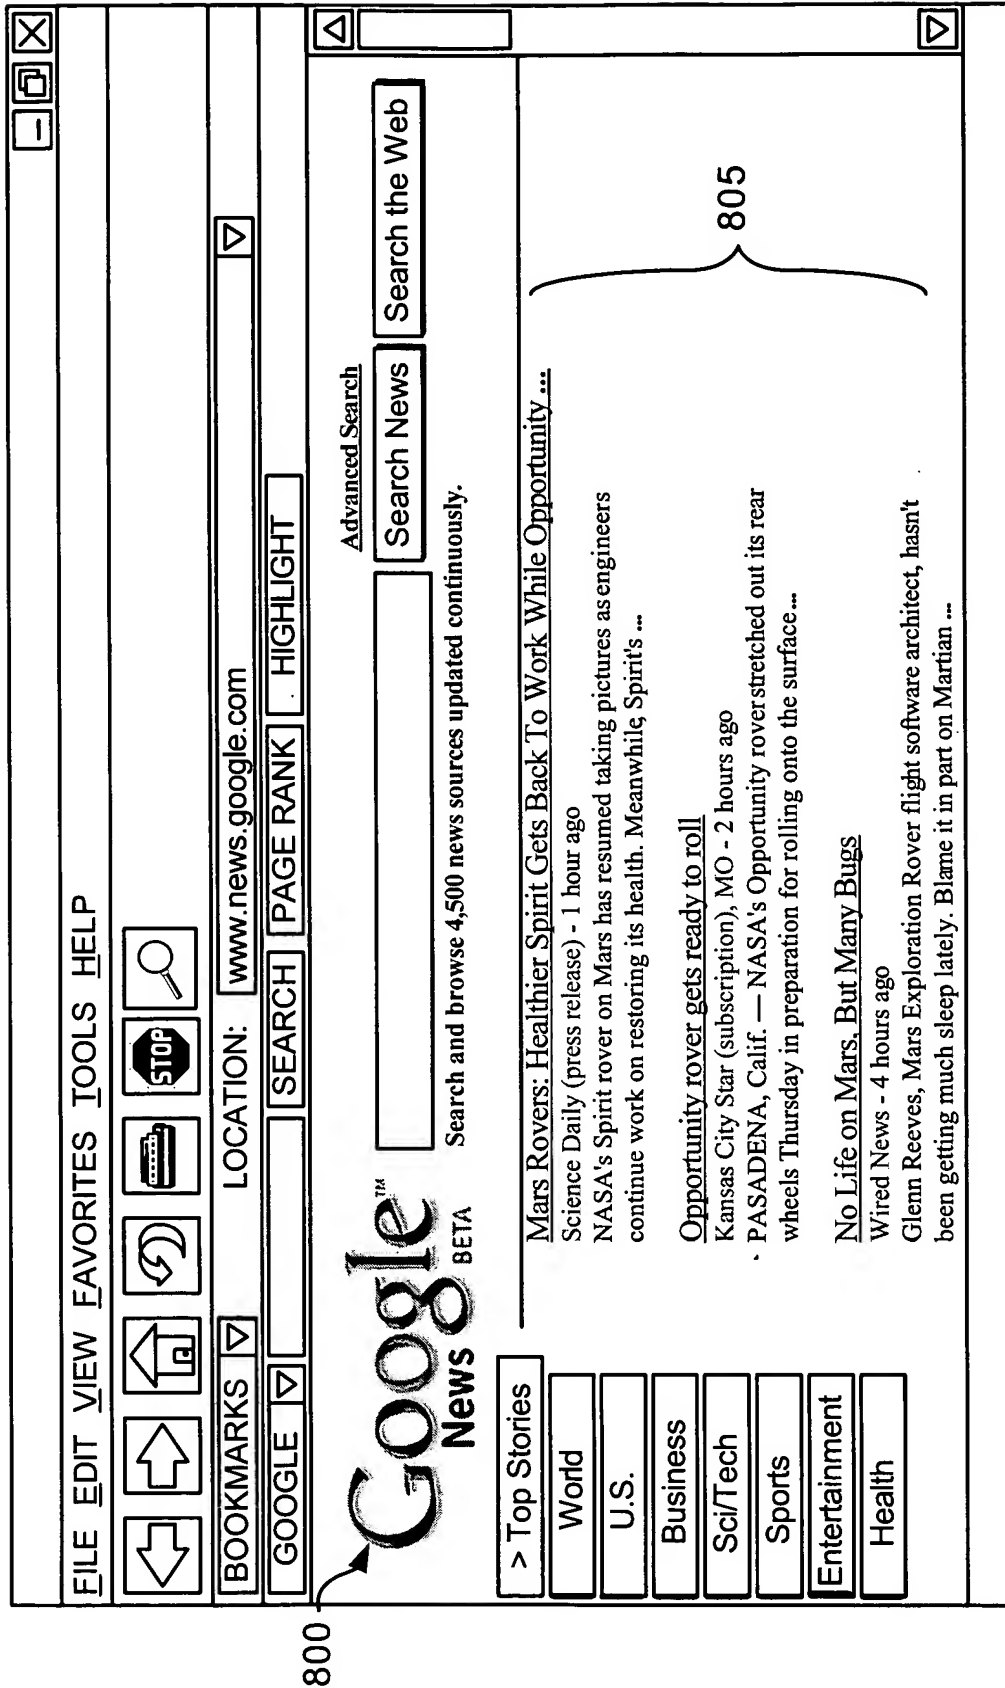 FILE EDIT VIEW FAVORITES TOOLS HELP
STOP
BOOKMARKS LOCATION: www.news.google.com
GOOGLE SEARCH PAGE RANK HIGHLIGHT
800
Google™
News BETA
Advanced Search
Search News Search the Web
Search and browse 4,500 news sources updated continuously.
> Top Stories
World
U.S.
Business
Sci/Tech
Sports
Entertainment
Health
Mars Rovers: Healthier Spirit Gets Back To Work While Opportunity ...
Science Daily (press release) - 1 hour ago
NASA's Spirit rover on Mars has resumed taking pictures as engineers
continue work on restoring its health. Meanwhile, Spirit's ...
Opportunity rover gets ready to roll
Kansas City Star (subscription), MO - 2 hours ago
PASADENA, Calif. — NASA's Opportunity rover stretched out its rear
wheels Thursday in preparation for rolling onto the surface...
No Life on Mars, But Many Bugs
Wired News - 4 hours ago
Glenn Reeves, Mars Exploration Rover flight software architect, hasn't
been getting much sleep lately. Blame it in part on Martian ...
805